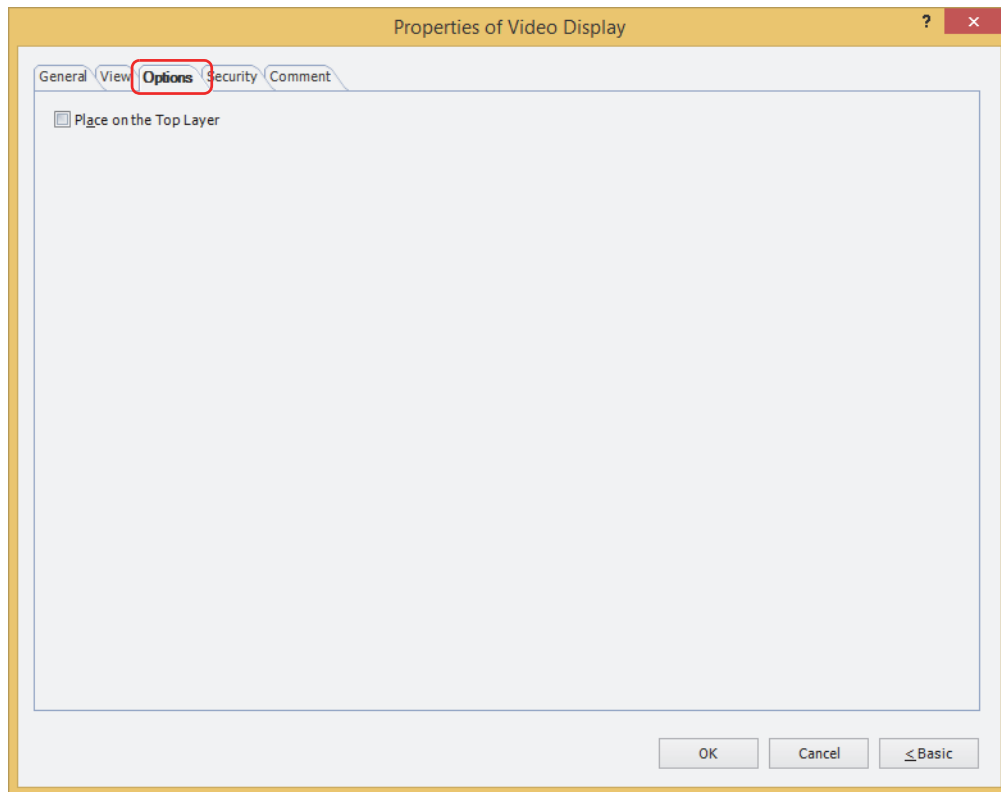 Properties of Video Display
?
General View Options Security Comment
Place on the Top Layer
OK Cancel < Basic